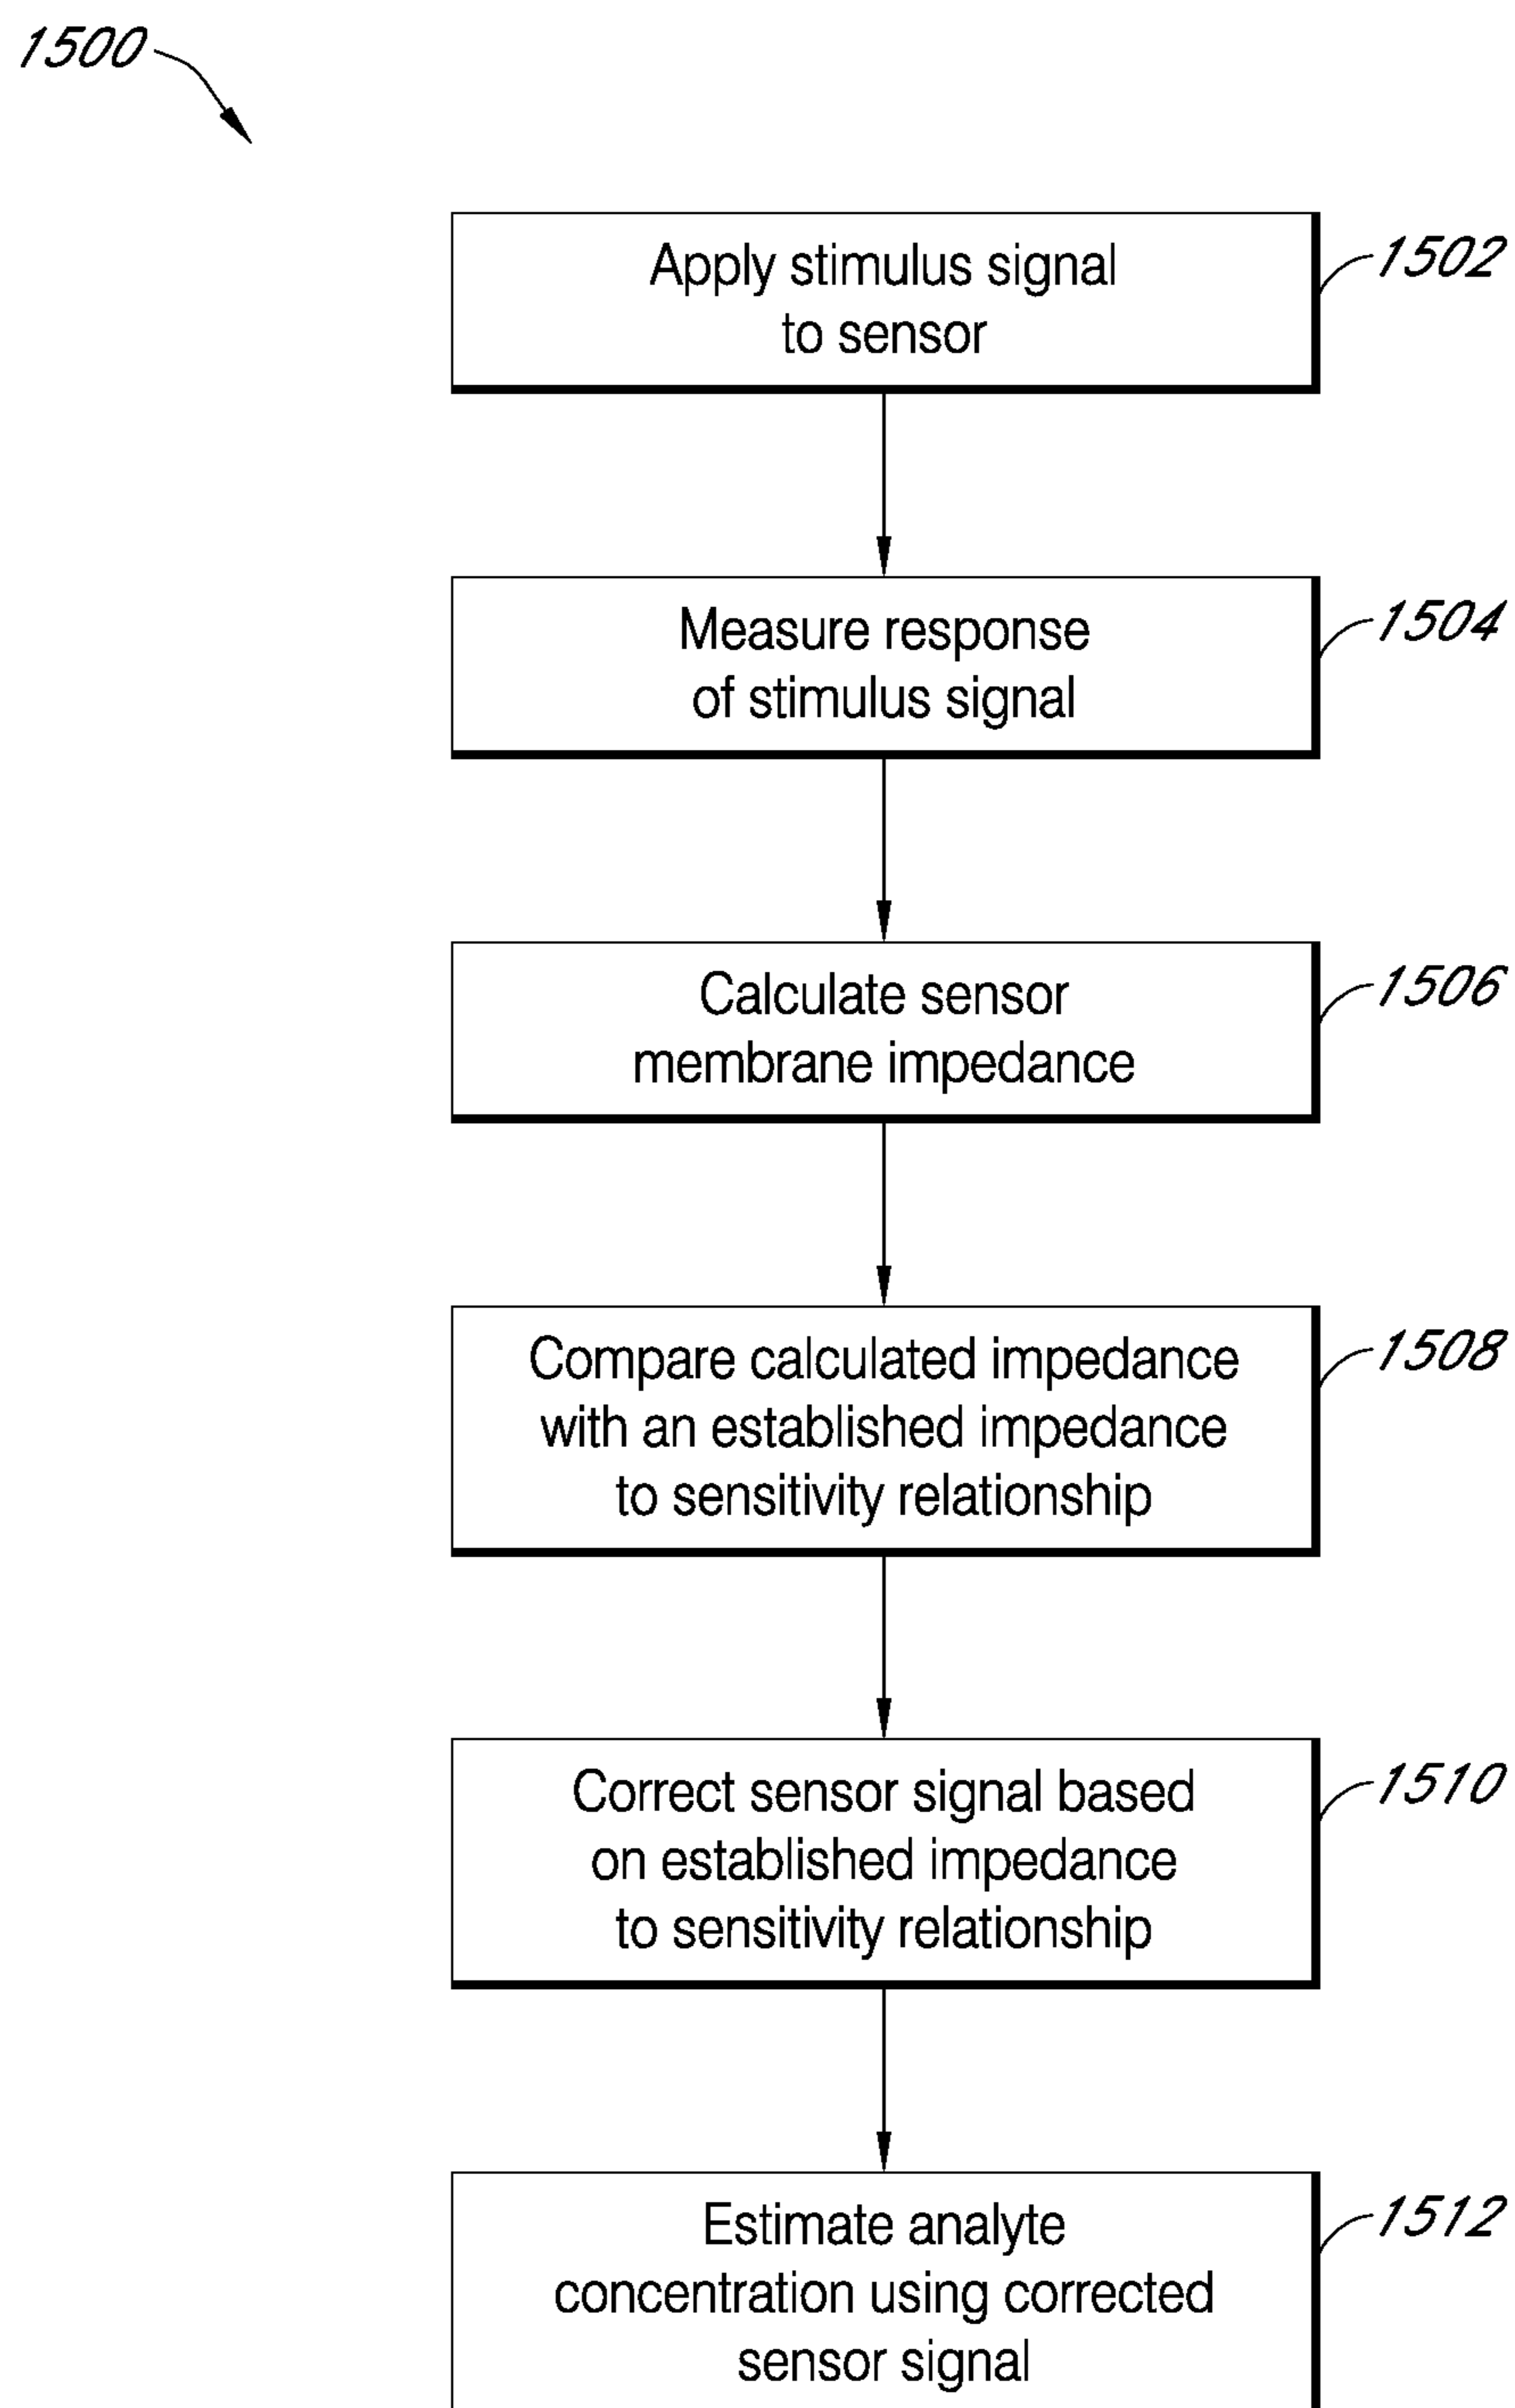 1500
Apply stimulus signal
to sensor
1502
Measure response
of stimulus signal
1504
Calculate sensor
membrane impedance
1506
Compare calculated impedance
with an established impedance
to sensitivity relationship
1508
Correct sensor signal based
on established impedance
to sensitivity relationship
1510
Estimate analyte
concentration using corrected
sensor signal
1512